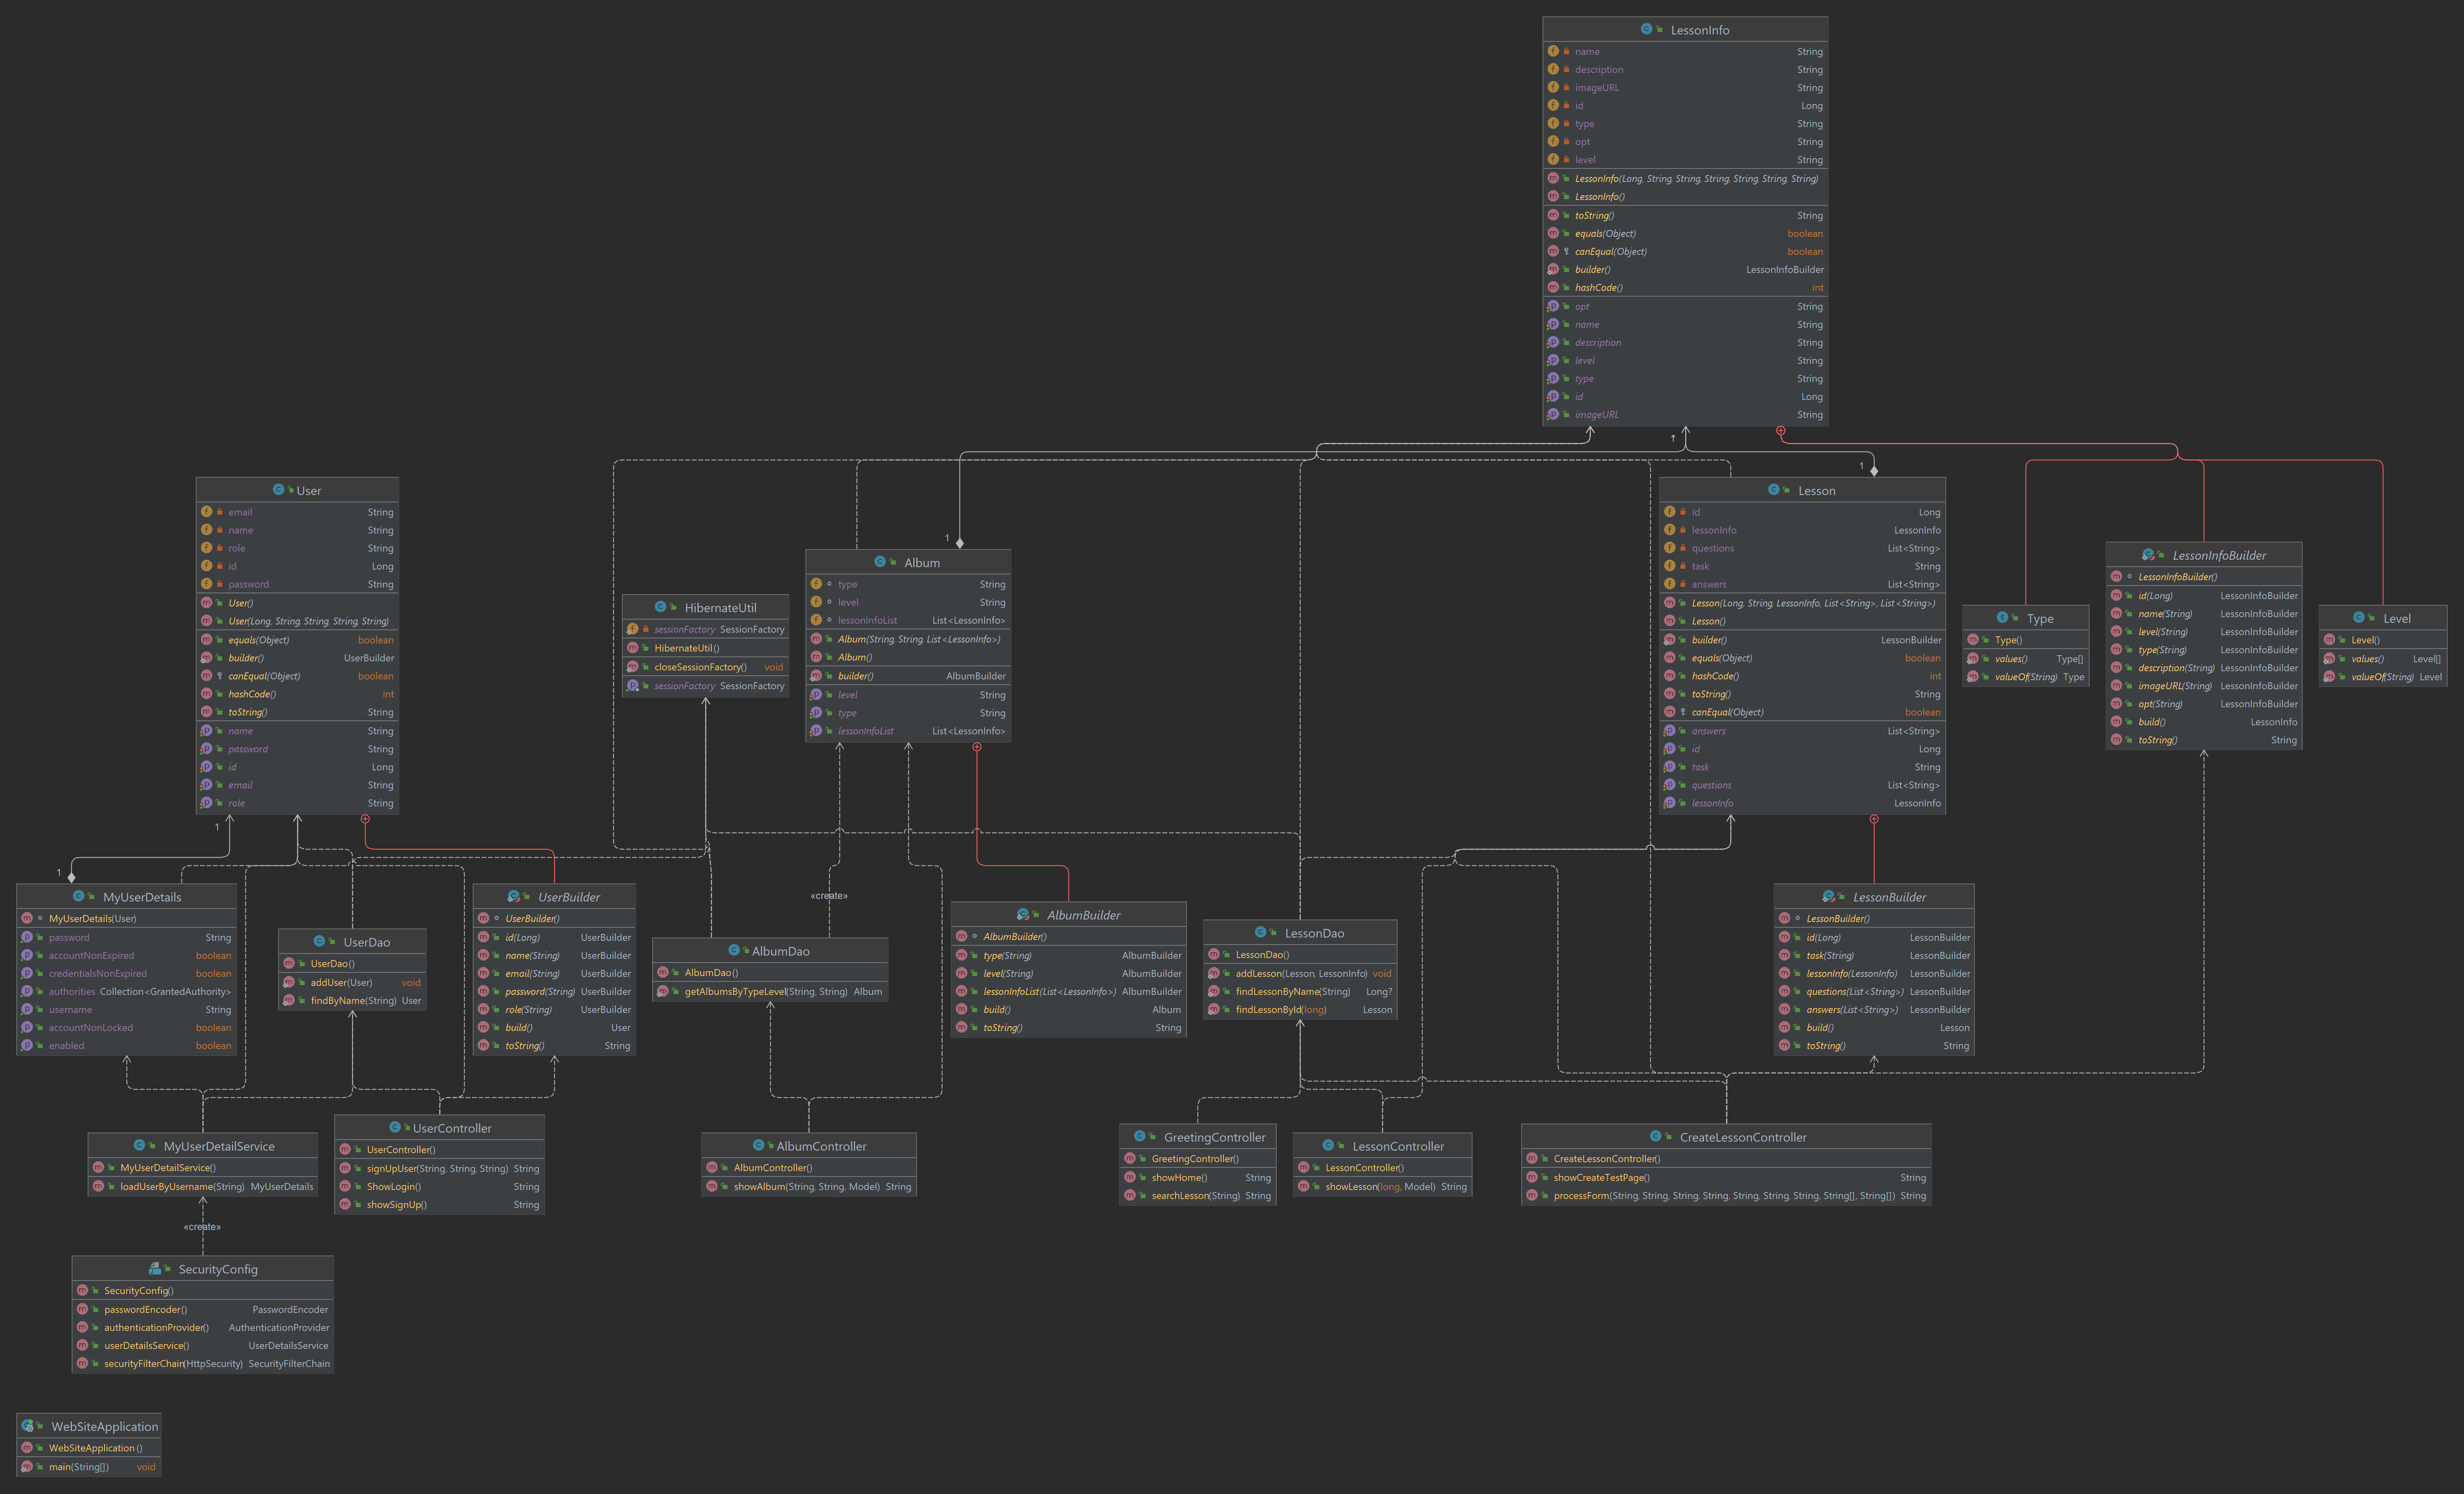 LessonInfo
name String
description String
imageURL String
id Long
type String
opt String
level String
LessonInfo(Long, String, String, String, String, String, String)
LessonInfo()
toString() String
equals(Object) boolean
canEqual(Object) boolean
builder() LessonInfoBuilder
hashCode() int
opt String
name String
description String
level String
type String
id Long
imageURL String
1
1
1
User
email String
name String
role String
id Long
password String
User()
User(Long, String, String, String, String)
equals(Object) boolean
builder() UserBuilder
canEqual(Object) boolean
hashCode() int
toString() String
name String
password String
id Long
email String
role String
HibernateUtil
sessionFactory SessionFactory
HibernateUtil()
closeSessionFactory() void
sessionFactory SessionFactory
Album
type String
level String
lessonInfoList List<LessonInfo>
Album(String, String, List<LessonInfo>)
Album()
builder() AlbumBuilder
level String
type String
lessonInfoList List<LessonInfo>
Lesson
id Long
lessonInfo LessonInfo
questions List<String>
task String
answers List<String>
Lesson(Long, String, LessonInfo, List<String>, List<String>)
Lesson()
builder() LessonBuilder
equals(Object) boolean
hashCode() int
toString() String
canEqual(Object) boolean
answers List<String>
id Long
task String
questions List<String>
lessonInfo LessonInfo
Type
Type()
values() Type[]
valueOf(String) Type
LessonInfoBuilder
LessonInfoBuilder()
id(Long) LessonInfoBuilder
name(String) LessonInfoBuilder
level(String) LessonInfoBuilder
type(String) LessonInfoBuilder
description(String) LessonInfoBuilder
imageURL(String) LessonInfoBuilder
opt(String) LessonInfoBuilder
build() LessonInfo
toString() String
Level
Level()
values() Level[]
valueOf(String) Level
1
1
MyUserDetails
MyUserDetails(User)
password String
accountNonExpired boolean
credentialsNonExpired boolean
authorities Collection<GrantedAuthority>
username String
accountNonLocked boolean
enabled boolean
UserDao
UserDao()
addUser(User) void
findByName(String) User
UserBuilder
UserBuilder()
id(Long) UserBuilder
name(String) UserBuilder
email(String) UserBuilder
password(String) UserBuilder
role(String) UserBuilder
build() User
toString() String
«create»
AlbumDao
AlbumDao()
getAlbumsByTypeLevel(String, String) Album
AlbumBuilder
AlbumBuilder()
type(String) AlbumBuilder
level(String) AlbumBuilder
lessonInfoList(List<LessonInfo>) AlbumBuilder
build() Album
toString() String
LessonDao
LessonDao()
addLesson(Lesson, LessonInfo) void
findLessonByName(String) Long?
findLessonById(long) Lesson
LessonBuilder
LessonBuilder()
id(Long) LessonBuilder
task(String) LessonBuilder
lessonInfo(LessonInfo) LessonBuilder
questions(List<String>) LessonBuilder
answers(List<String>) LessonBuilder
build() Lesson
toString() String
MyUserDetailService
MyUserDetailService()
loadUserByUsername(String) MyUserDetails
UserController
UserController()
signUpUser(String, String, String) String
ShowLogin() String
showSignUp() String
AlbumController
AlbumController()
showAlbum(String, String, Model) String
GreetingController
GreetingController()
showHome() String
searchLesson(String) String
LessonController
LessonController()
showLesson(long, Model) String
CreateLessonController
CreateLessonController()
showCreateTestPage() String
processForm(String, String, String, String, String, String, String, String[], String[]) String
«create»
SecurityConfig
SecurityConfig()
passwordEncoder() PasswordEncoder
authenticationProvider() AuthenticationProvider
userDetailsService() UserDetailsService
securityFilterChain(HttpSecurity) SecurityFilterChain
WebSiteApplication
WebSiteApplication()
main(String[]) void